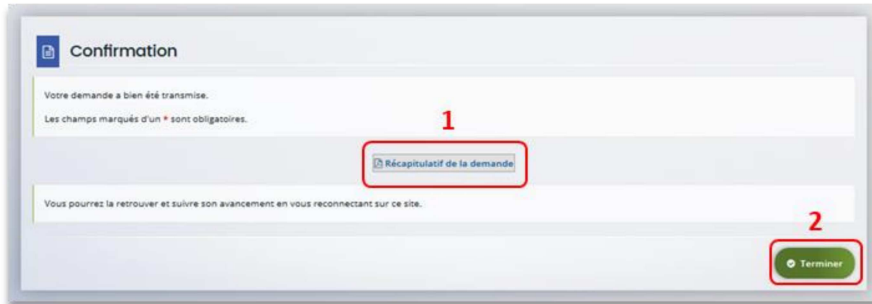 Confirmation
Votre demande a bien été transmise.
Les champs marqués d'un * sont obligatoires.
1
Récapitulatif de la demande
Vous pourrez la retrouver et suivre son avancement en vous reconnectant sur ce site.
2
Terminer